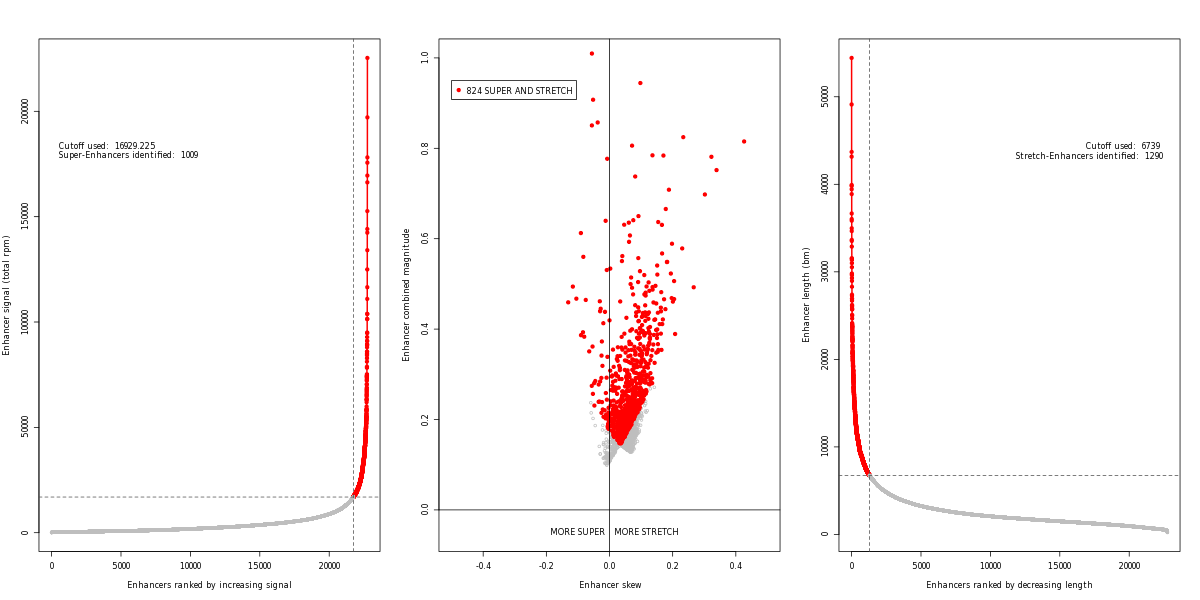 Enhancer signal (total rpm)
200000
150000
100000
50000
0
Cutoff used: 16929.225
Super-Enhancers identified: 1009
0
5000
10000
15000
20000
Enhancers ranked by increasing signal
Enhancer combined magnitude
1.0
0.8
0.6
0.4
0.2
0.0
824 SUPER AND STRETCH
MORE SUPER
MORE STRETCH
-0.4
-0.2
0.0
0.2
0.4
Enhancer skew
Enhancer length (bm)
50000
40000
30000
20000
10000
0
Cutoff used: 6739
Stretch-Enhancers identified: 1290
0
5000
10000
15000
20000
Enhancers ranked by decreasing length